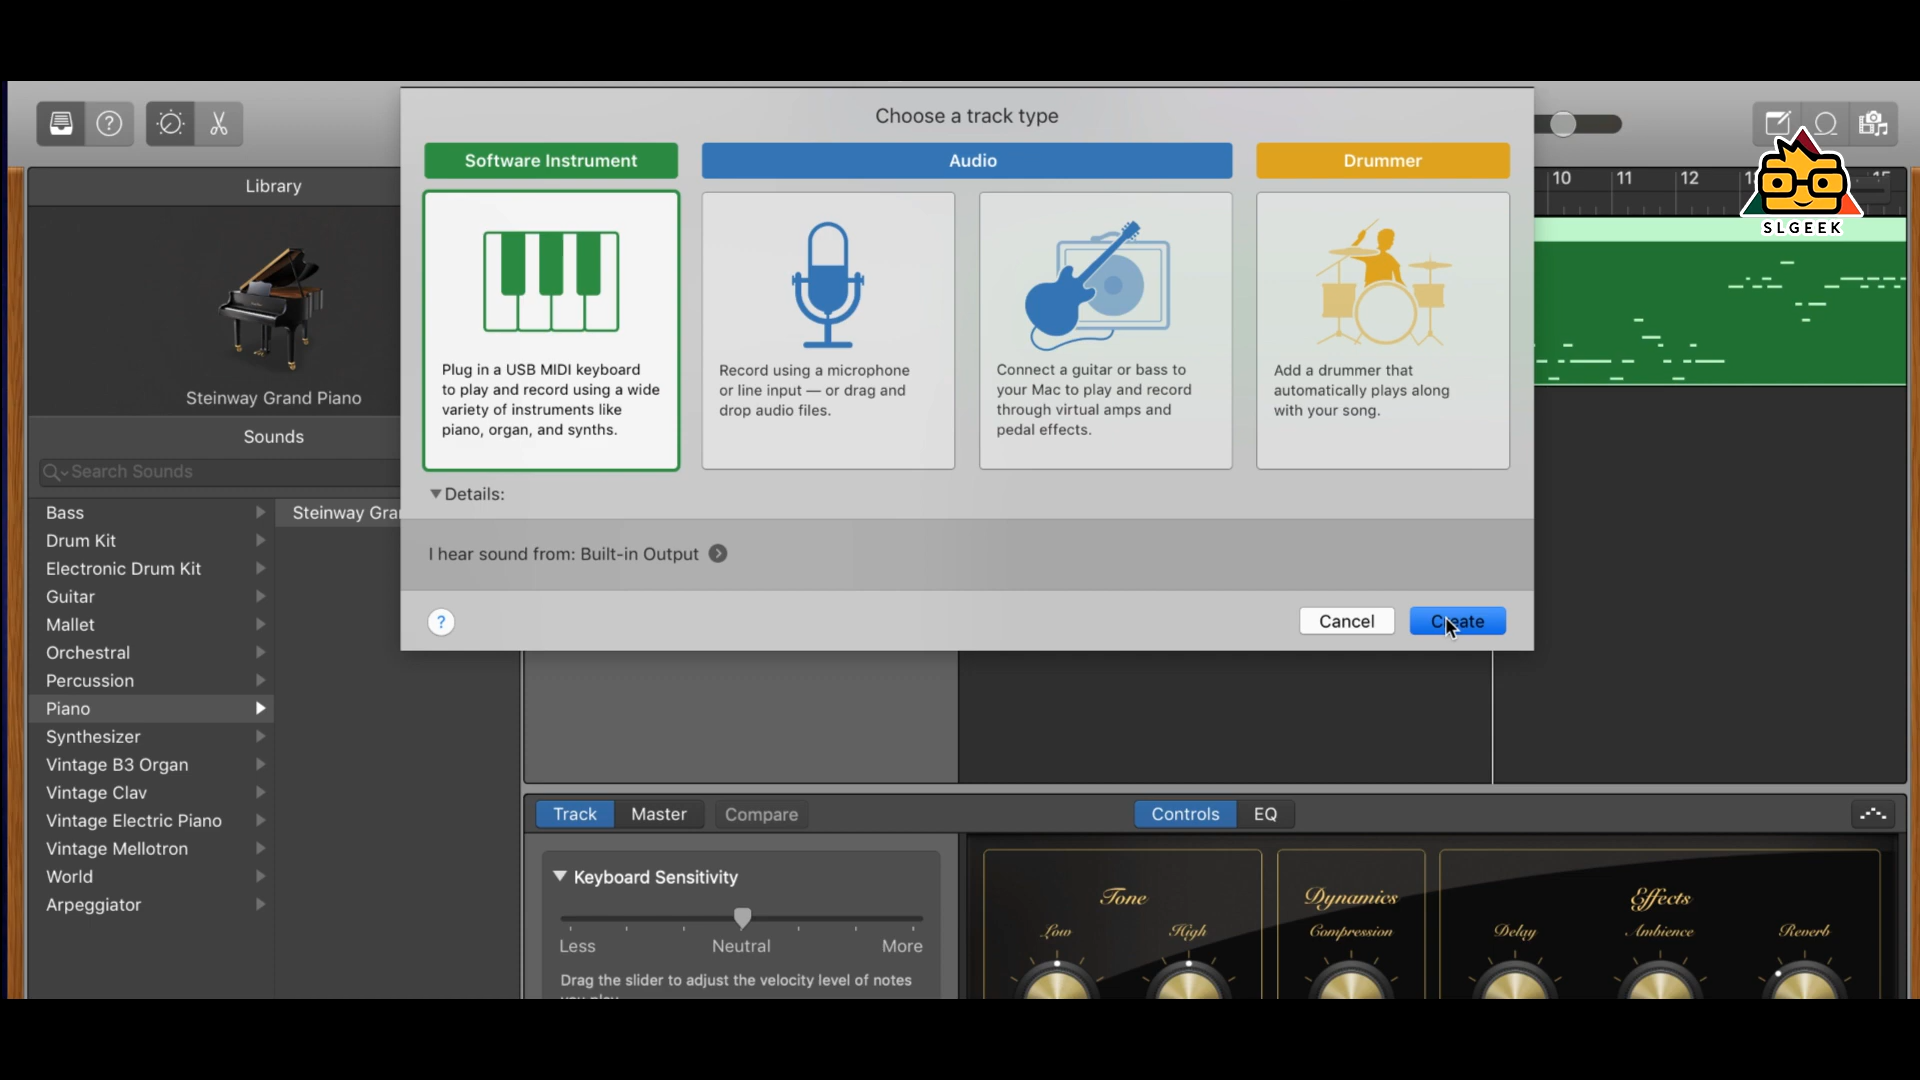 Choose a track type
Software Instrument
Audio
Drummer
Plug in a USB MIDI keyboard
to play and record using a wide
variety of instruments like
piano, organ, and synths.
Record using a microphone
or line input — or drag and
drop audio files.
Connect a guitar or bass to
your Mac to play and record
through virtual amps and
pedal effects.
Add a drummer that
automatically plays along
with your song.
Details:
I hear sound from: Built-in Output
?
Cancel
Create
?
Library
Steinway Grand Piano
Sounds
Search Sounds
Bass
Drum Kit
Electronic Drum Kit
Guitar
Mallet
Orchestral
Percussion
Piano
Synthesizer
Vintage B3 Organ
Vintage Clav
Vintage Electric Piano
Vintage Mellotron
World
Arpeggiator
Steinway Gra
10
11
12
SLGEEK
Track
Master
Compare
Controls
EQ
Keyboard Sensitivity
Less
Neutral
More
Drag the slider to adjust the velocity level of notes
Tone
Low
High
Dynamics
Compression
Effects
Delay
Ambience
Reverb